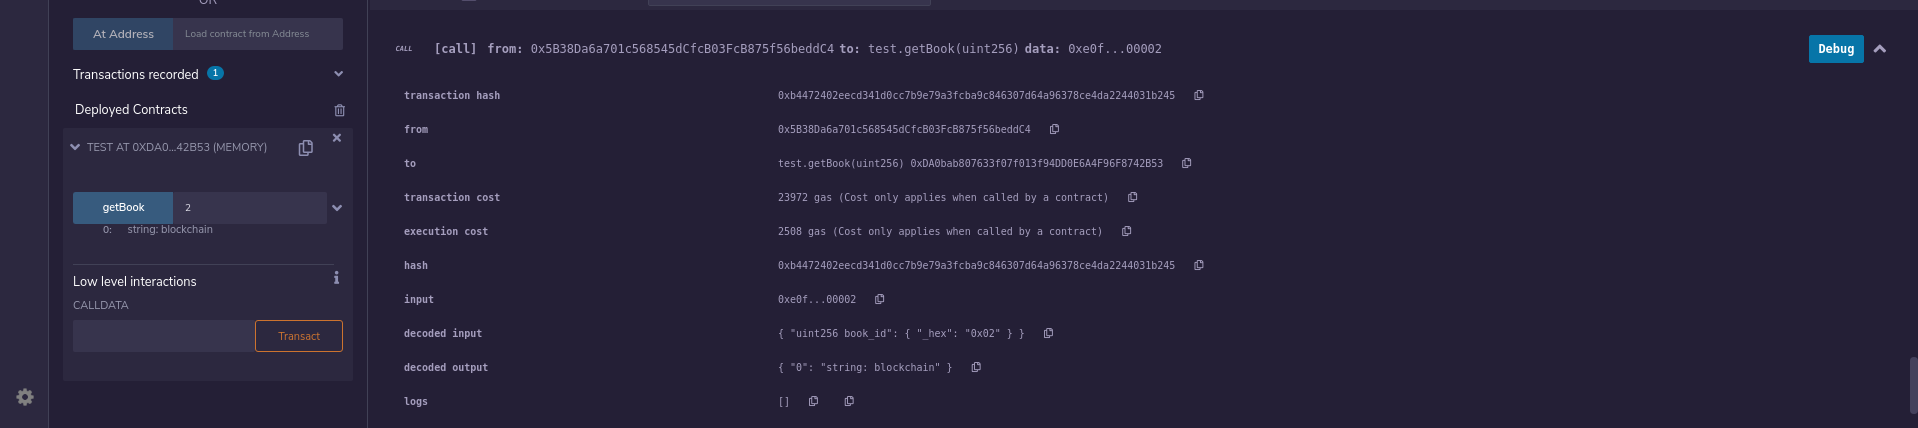 OR
At Address Load contract from Address
Transactions recorded 1
Deployed Contracts
TEST AT 0XDA0...42B53 (MEMORY)
getBook 2
0: string: blockchain
Low level interactions
CALLDATA
Transact
CALL [call] from: 0x5B38Da6a701c568545dCfcB03FcB875f56beddC4 to: test.getBook(uint256) data: 0xe0f...00002
Debug
transaction hash 0xb4472402eecd341d0cc7b9e79a3fcba9c846307d64a96378ce4da2244031b245
from 0x5B38Da6a701c568545dCfcB03FcB875f56beddC4
to test.getBook(uint256) 0xDA0bab807633f07f013f94DD0E6A4F96F8742B53
transaction cost 23972 gas (Cost only applies when called by a contract)
execution cost 2508 gas (Cost only applies when called by a contract)
hash 0xb4472402eecd341d0cc7b9e79a3fcba9c846307d64a96378ce4da2244031b245
input 0xe0f...00002
decoded input { "uint256 book_id": { "_hex": "0x02" } }
decoded output { "0": "string: blockchain" }
logs []